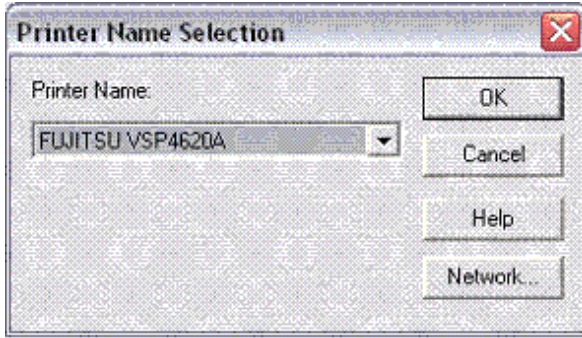 Printer Name Selection
Printer Name:
FUJITSU VSP4620A
OK
Cancel
Help
Network...